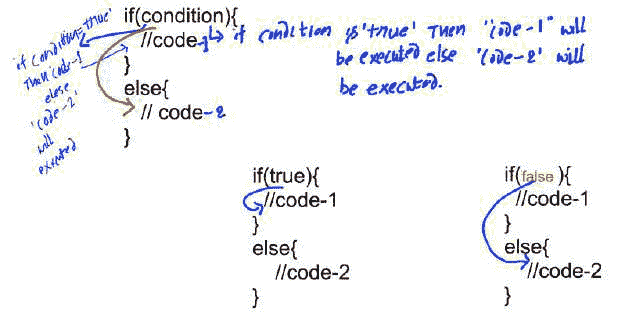 if(condition){
//code-1 if condition is 'true' then "code-1" will
be executed else 'code-2' will
be executed.
}
else{
// code-2
}
if condition='true'
then code-1
else
'code-2'
will
executed
if(true){
//code-1
}
else{
//code-2
}
if(false ){
//code-1
}
else{
//code-2
}